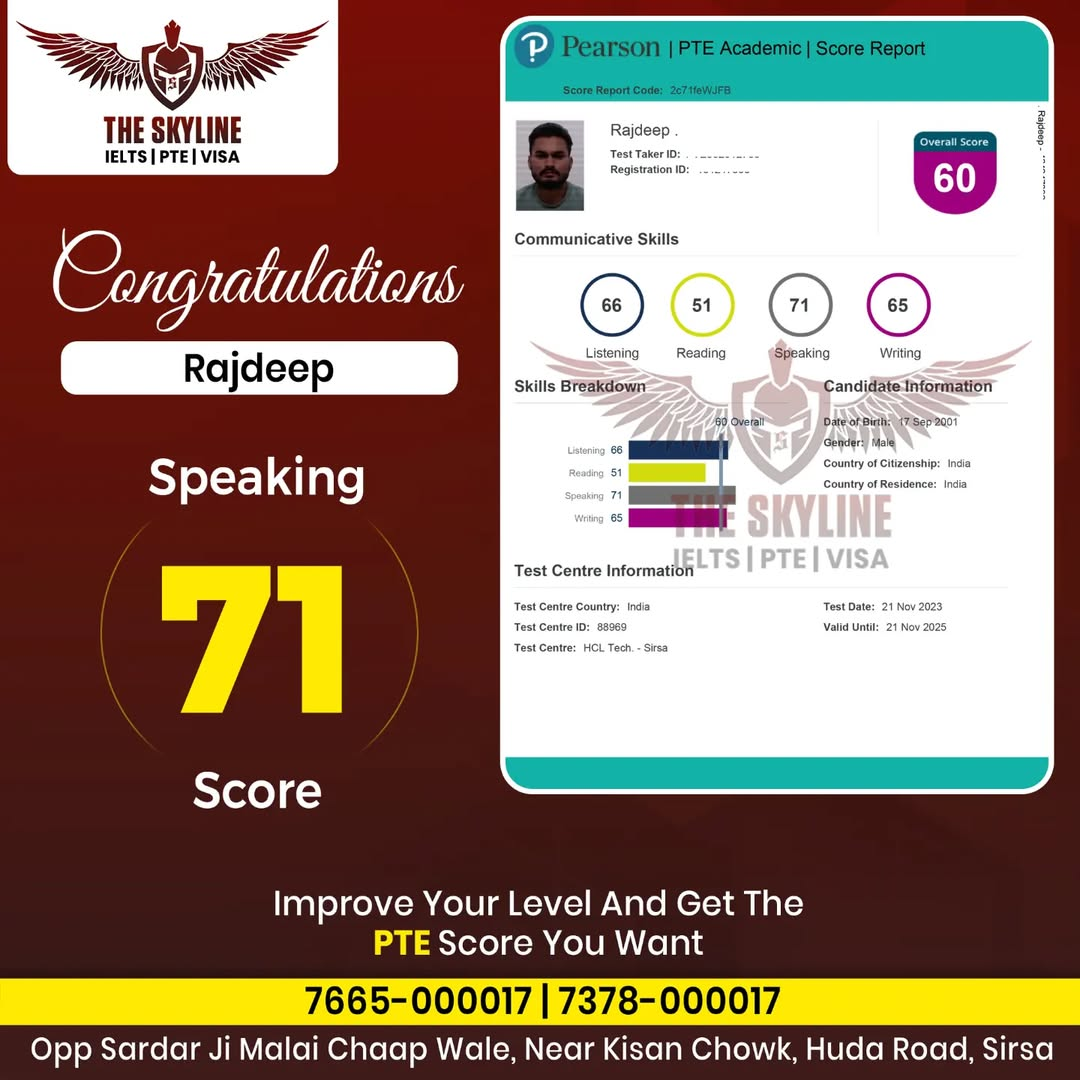 THE SKYLINE
IELTS | PTE | VISA
Congratulations
Rajdeep
Speaking
71
Score
Pearson | PTE Academic | Score Report
Score Report Code: 2c71feWJFB
Rajdeep .
Test Taker ID:
Registration ID:
Overall Score
60
Rajdeep -
Communicative Skills
66 51 71 65
Listening Reading Speaking Writing
Skills Breakdown
60 Overall
Listening 66
Reading 51
Speaking 71
Writing 65
Candidate Information
Date of Birth: 17 Sep 2001
Gender: Male
Country of Citizenship: India
Country of Residence: India
THE SKYLINE
IELTS | PTE | VISA
Test Centre Information
Test Centre Country: India
Test Centre ID: 88969
Test Centre: HCL Tech. - Sirsa
Test Date: 21 Nov 2023
Valid Until: 21 Nov 2025
Improve Your Level And Get The
PTE Score You Want
7665-000017 | 7378-000017
Opp Sardar Ji Malai Chaap Wale, Near Kisan Chowk, Huda Road, Sirsa